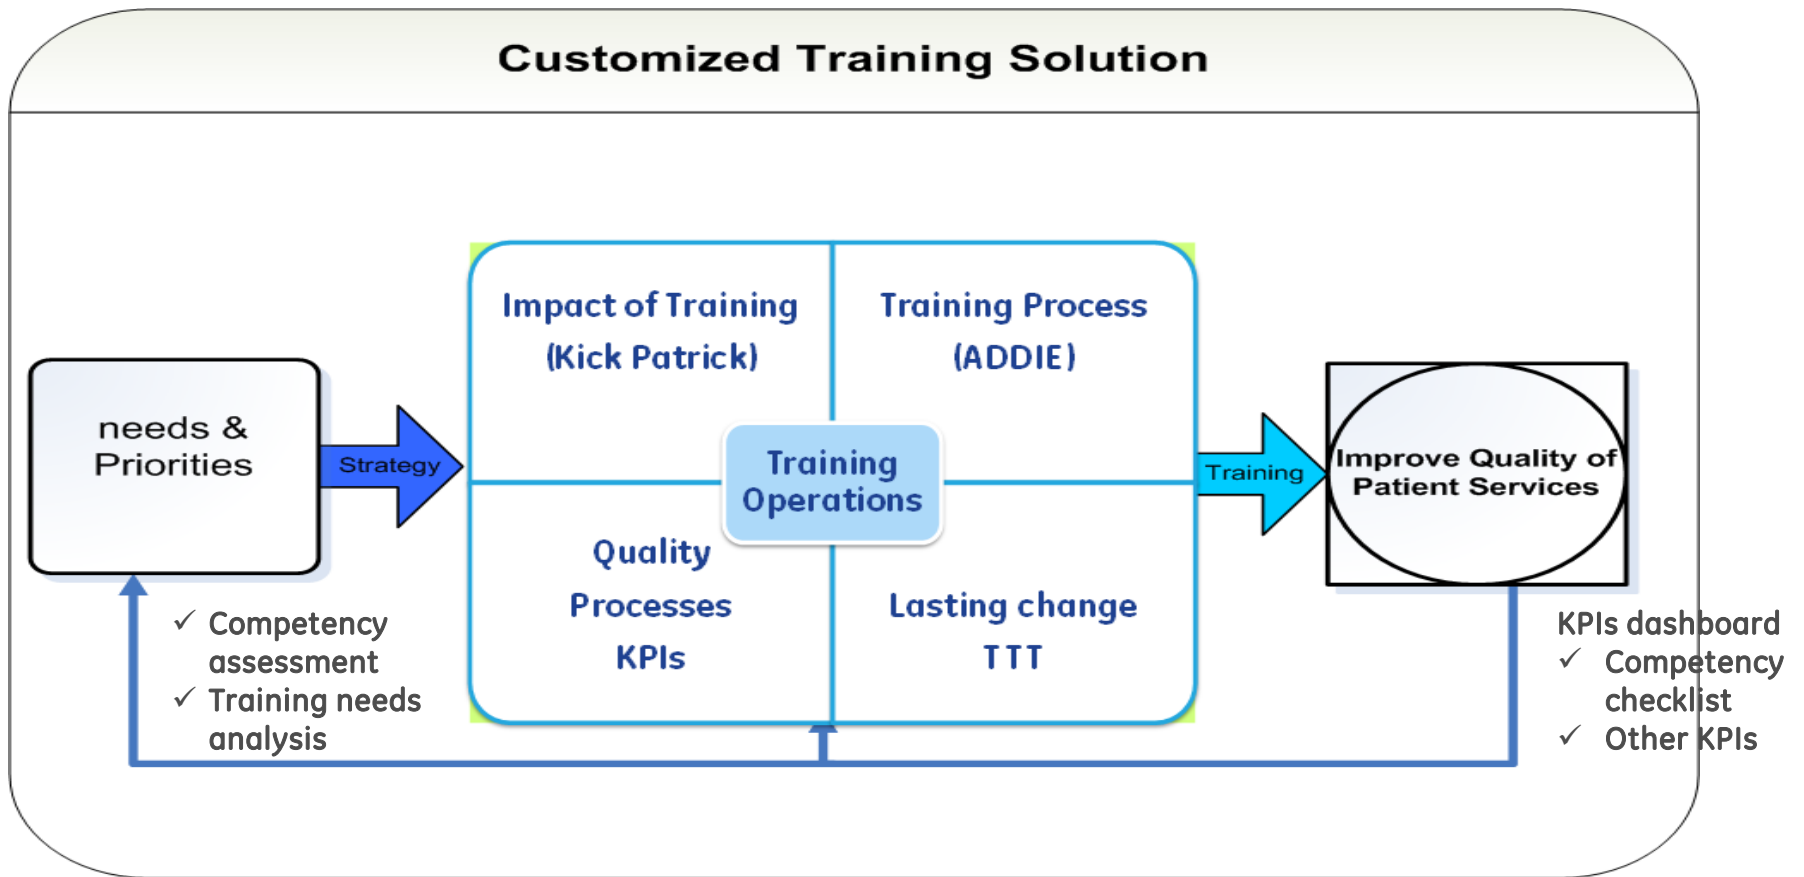 Customized Training Solution
needs &
Priorities
Strategy
Impact of Training
(Kick Patrick)
Training Process
(ADDIE)
Training
Operations
Quality
Processes
KPIs
Lasting change
TTT
Training
Improve Quality of
Patient Services
✓ Competency
assessment
✓ Training needs
analysis
KPIs dashboard
✓ Competency
checklist
✓ Other KPIs